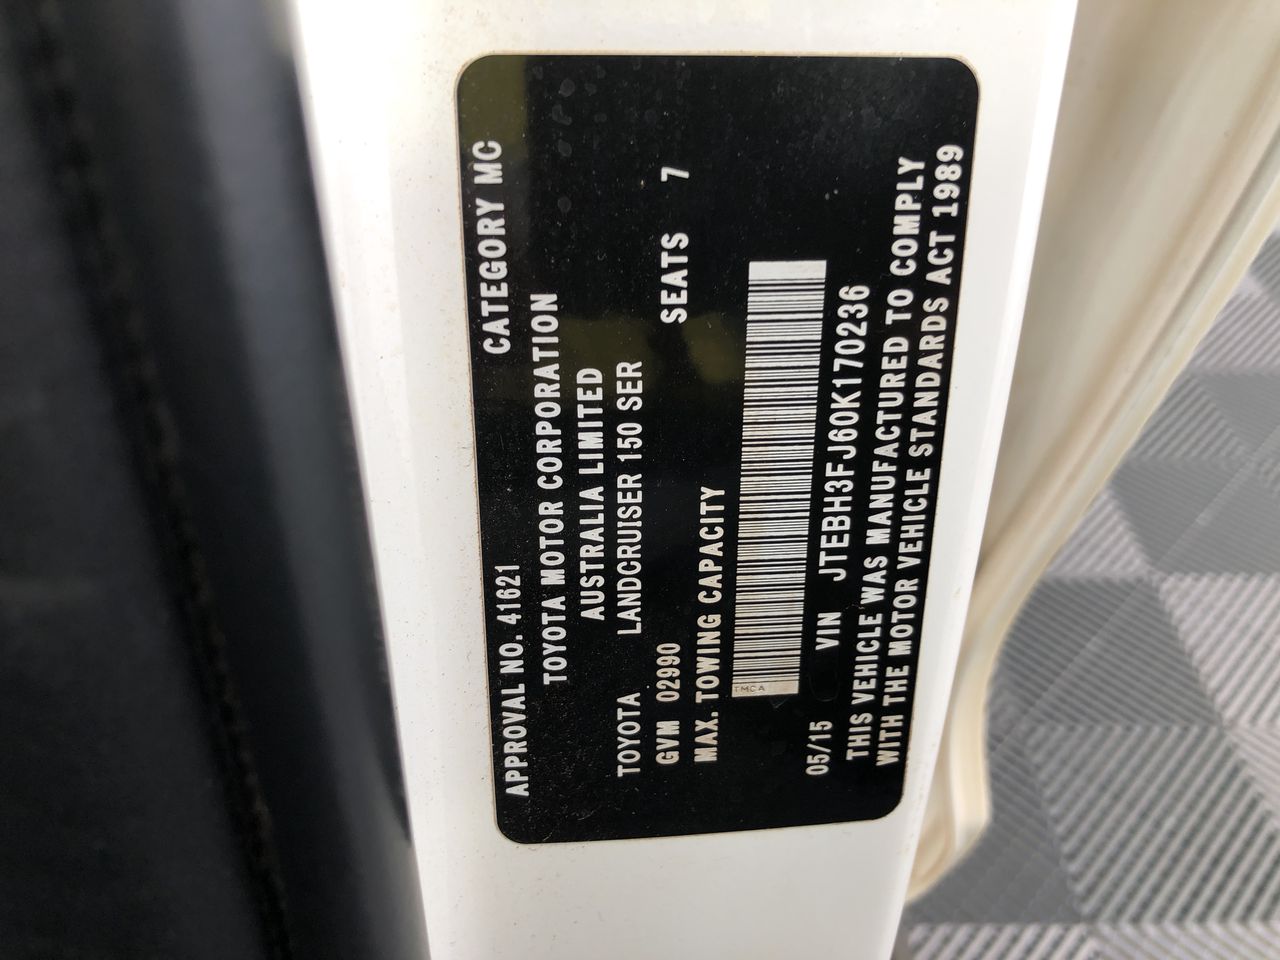 APPROVAL NO. 41621 CATEGORY MC
TOYOTA MOTOR CORPORATION
AUSTRALIA LIMITED
TOYOTA LANDCRUISER 150 SER
GVM 02990 SEATS 7
MAX. TOWING CAPACITY
TMCA
05/15 VIN JTEBH3FJ60K170236
THIS VEHICLE WAS MANUFACTURED TO COMPLY
WITH THE MOTOR VEHICLE STANDARDS ACT 1989